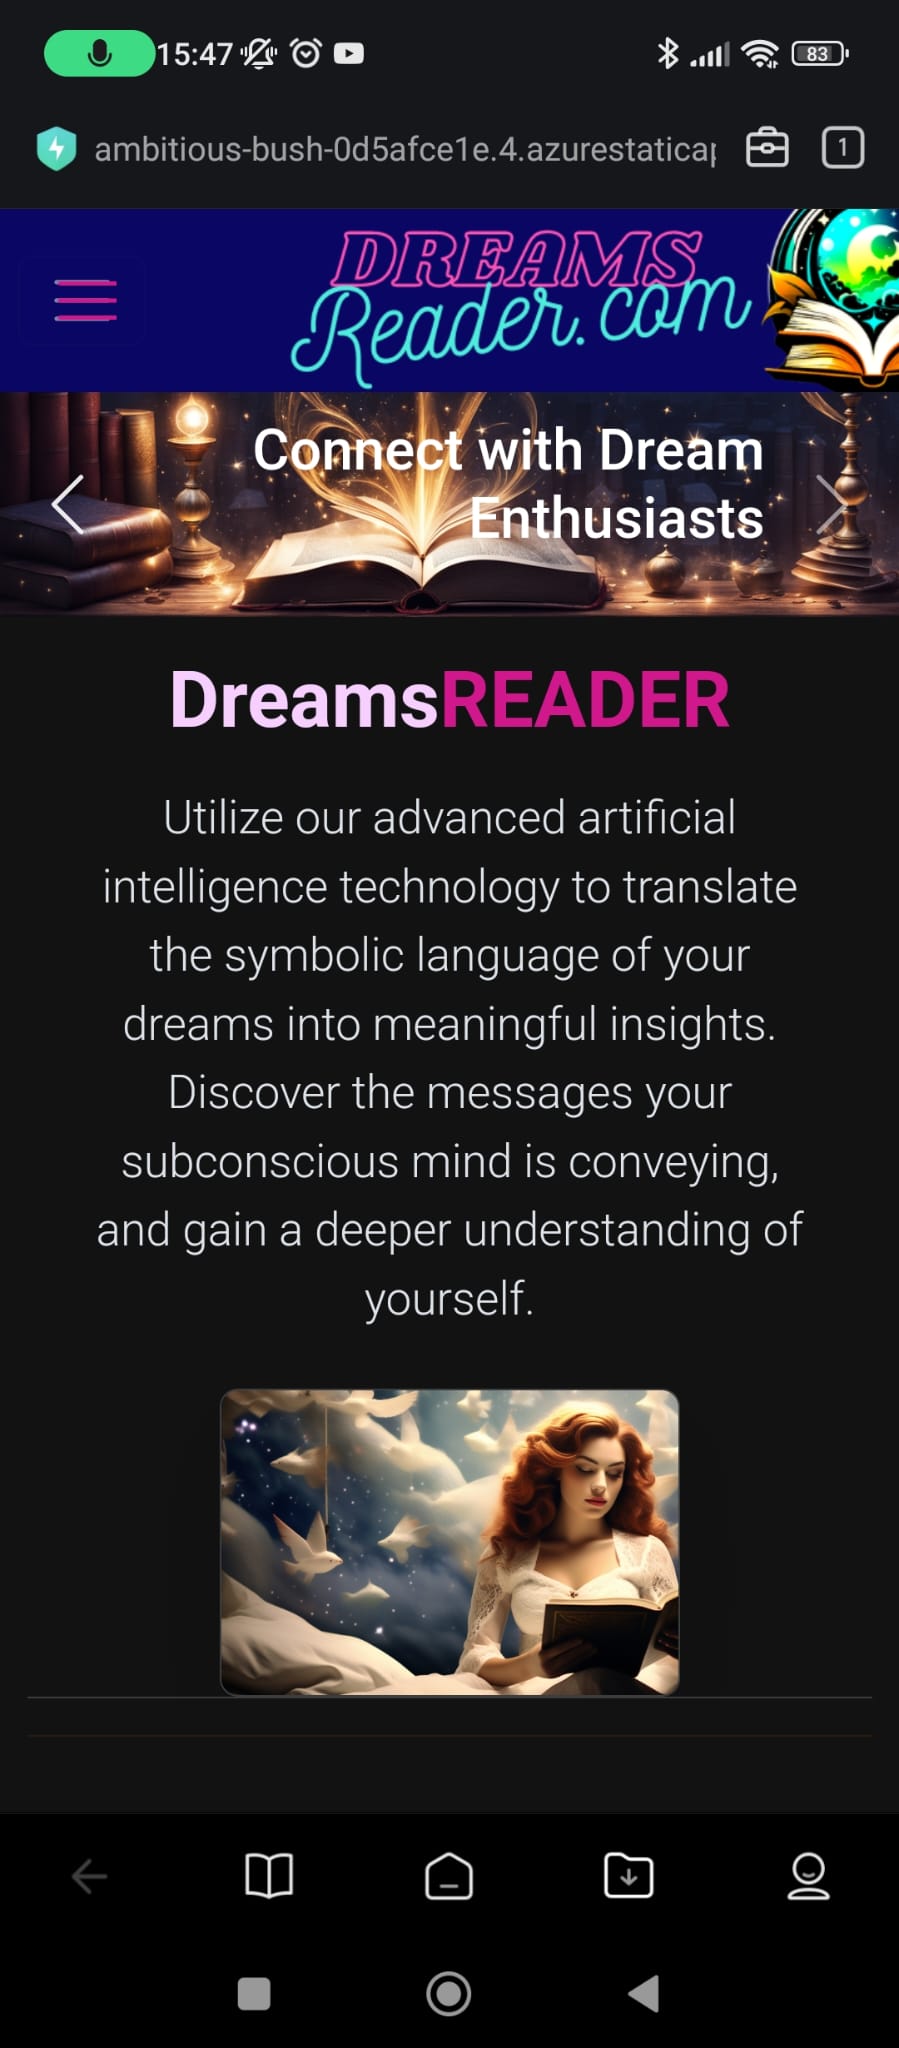 15:47
83
ambitious-bush-0d5afce1e.4.azurestaticap
1
DREAMS
Reader.com
Connect with Dream
Enthusiasts
DreamsREADER
Utilize our advanced artificial
intelligence technology to translate
the symbolic language of your
dreams into meaningful insights.
Discover the messages your
subconscious mind is conveying,
and gain a deeper understanding of
yourself.